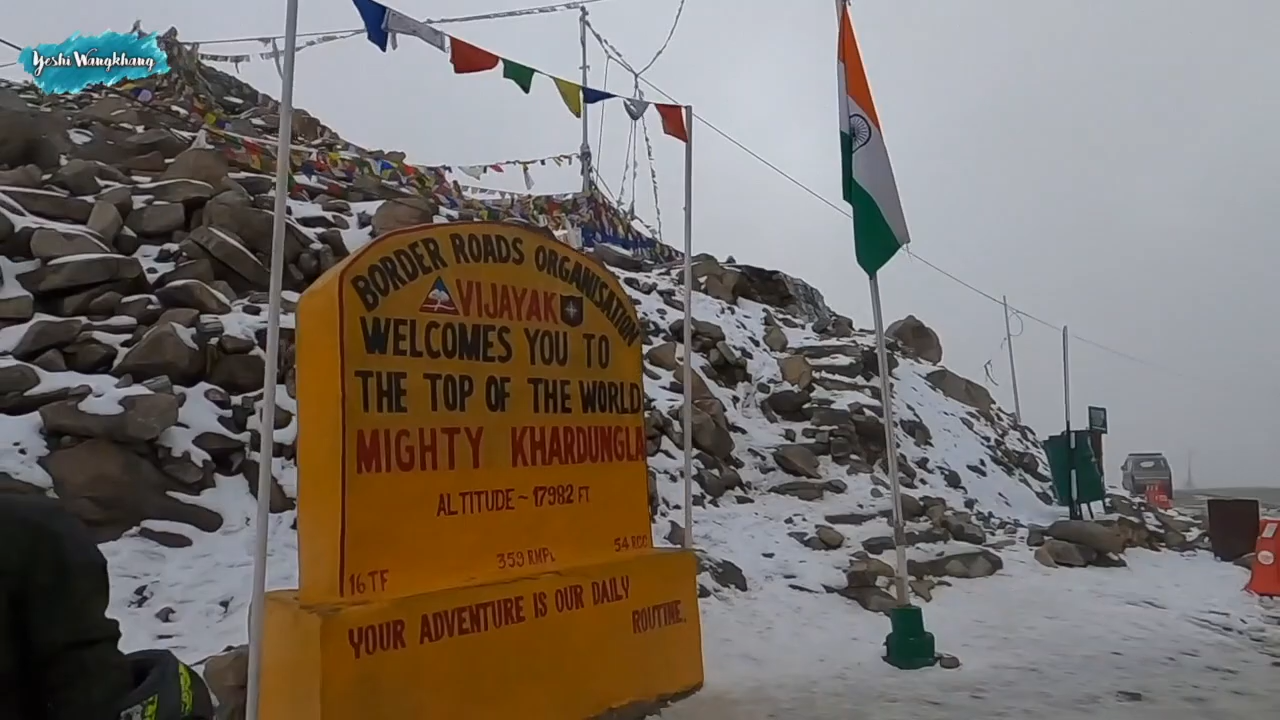 Yeshi Wangkhang
BORDER ROADS ORGANISATION
VIJAYAK
WELCOMES YOU TO
THE TOP OF THE WORLD
MIGHTY KHARDUNGLA
ALTITUDE~17982 FT
16 TF 359 RMPL 54 RCC
YOUR ADVENTURE IS OUR DAILY
ROUTINE.